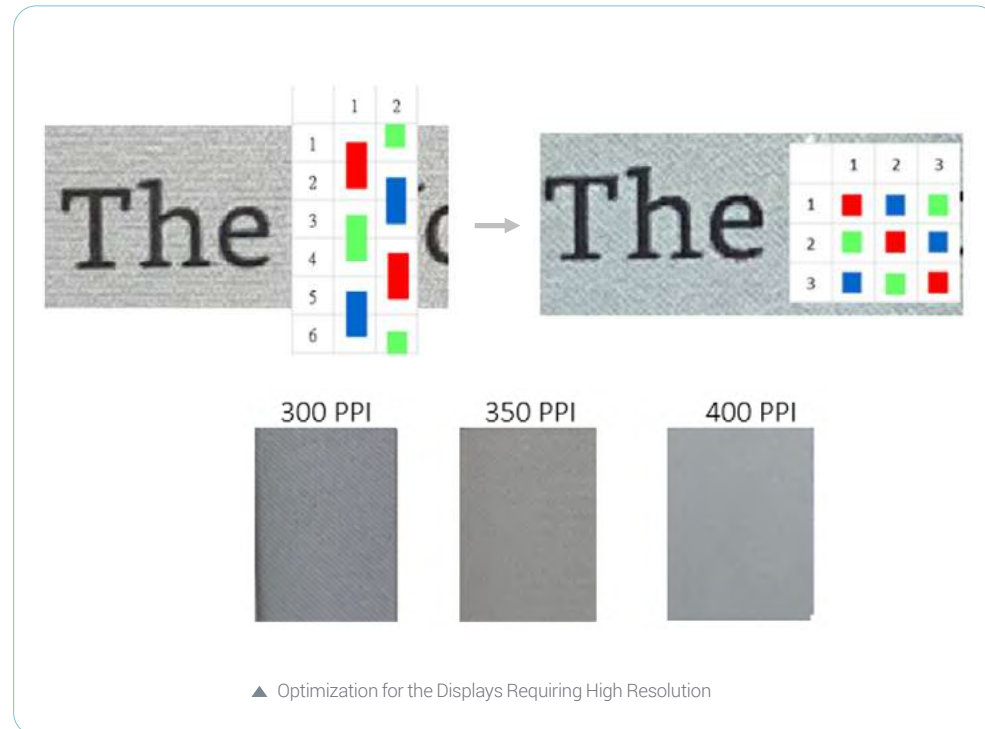 1 2
1
2
3
4
5
6
The
1 2 3
1
2
3
The
300 PPI 350 PPI 400 PPI
▲ Optimization for the Displays Requiring High Resolution